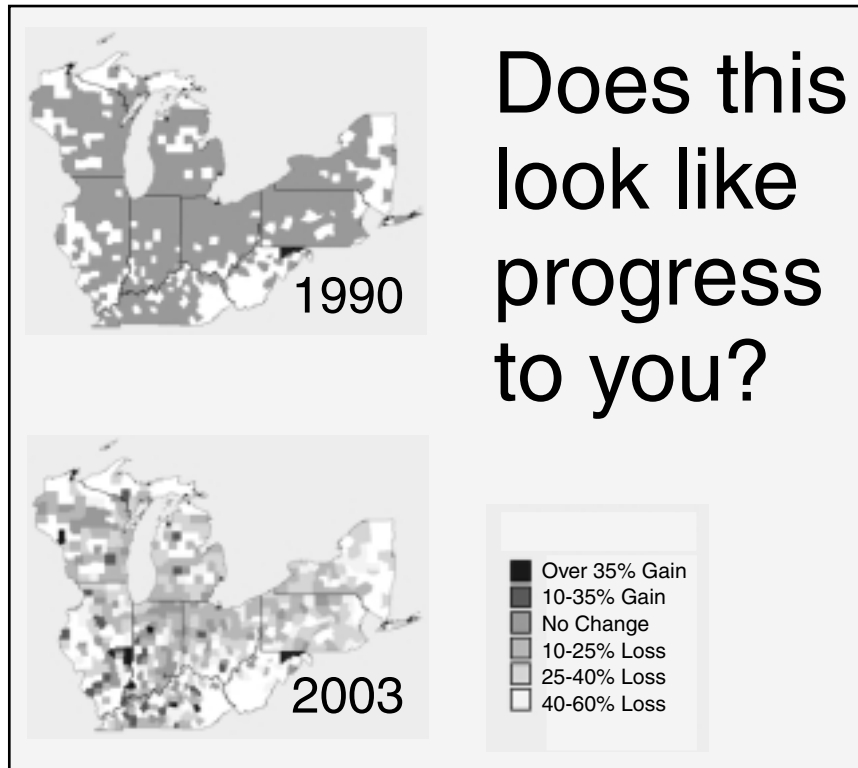 Does this
look like
progress
to you?
1990
2003
Over 35% Gain
10-35% Gain
No Change
10-25% Loss
25-40% Loss
40-60% Loss